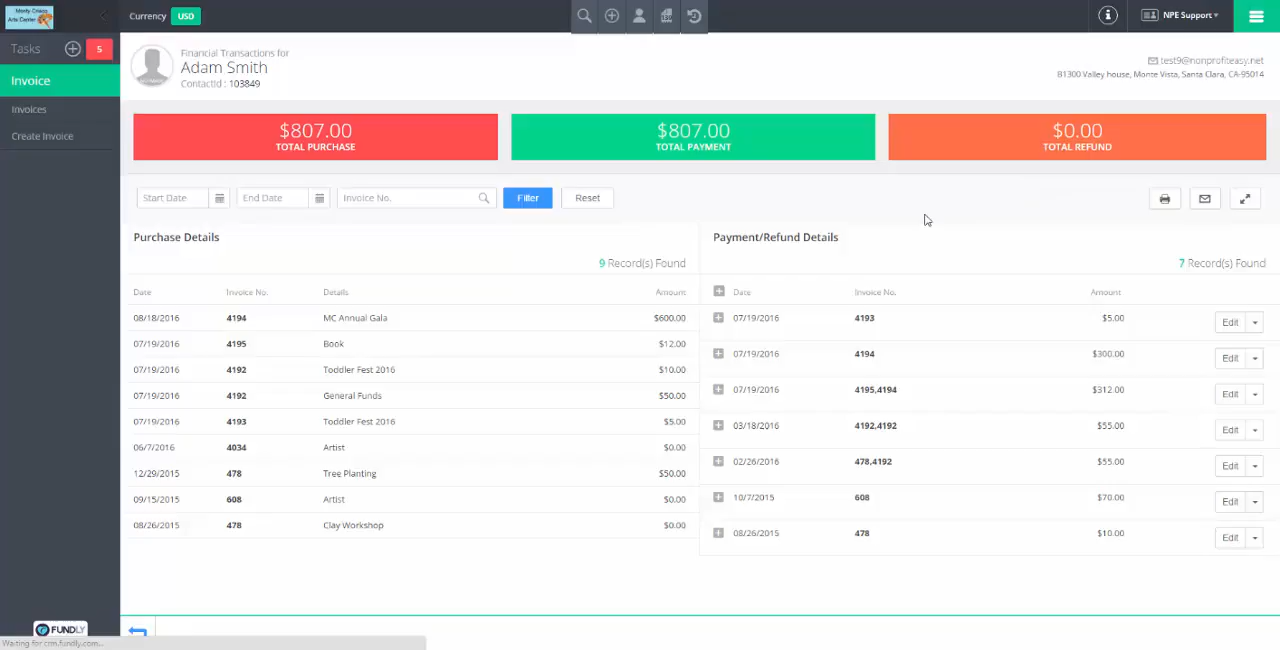 Monty Criado
Arts Center
Currency USD
NPE Support
Tasks 5
Invoice
Invoices
Create Invoice
Financial Transactions for
Adam Smith
ContactId : 103849
test9@nonprofiteasy.net
81300 Valley house, Monte Vista, Santa Clara, CA-95014
$807.00
TOTAL PURCHASE
$807.00
TOTAL PAYMENT
$0.00
TOTAL REFUND
Start Date End Date Invoice No. Filter Reset
Purchase Details
9 Record(s) Found
Date Invoice No. Details Amount
08/18/2016 4194 MC Annual Gala $600.00
07/19/2016 4195 Book $12.00
07/19/2016 4192 Toddler Fest 2016 $10.00
07/19/2016 4192 General Funds $50.00
07/19/2016 4193 Toddler Fest 2016 $5.00
06/7/2016 4034 Artist $0.00
12/29/2015 478 Tree Planting $50.00
09/15/2015 608 Artist $0.00
08/26/2015 478 Clay Workshop $0.00
Payment/Refund Details
7 Record(s) Found
Date Invoice No. Amount
07/19/2016 4193 $5.00 Edit
07/19/2016 4194 $300.00 Edit
07/19/2016 4195,4194 $312.00 Edit
03/18/2016 4192,4192 $55.00 Edit
02/26/2016 478,4192 $55.00 Edit
10/7/2015 608 $70.00 Edit
08/26/2015 478 $10.00 Edit
FUNDLY
Waiting for crm.fundly.com...